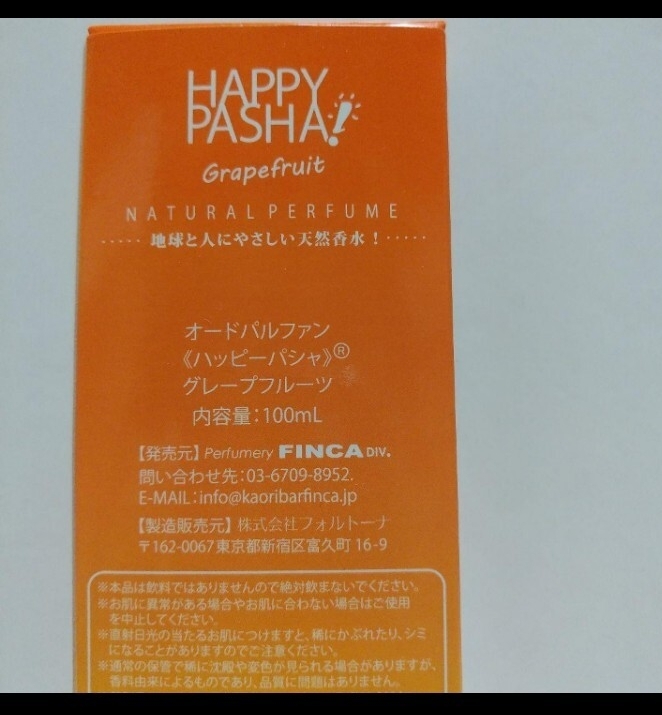 HAPPY
PASHA!
Grapefruit
NATURAL PERFUME
····· 地球と人にやさしい天然香水！·····
オードパルファン
《ハッピーパシャ》®
グレープフルーツ
内容量：100mL
【発売元】Perfumery FINCA DIV.
問い合わせ先：03-6709-8952.
E-MAIL：info@kaoribarfinca.jp
【製造販売元】株式会社フォルトーナ
〒162-0067東京都新宿区富久町16-9
※本品は飲料ではありませんので絶対飲まないでください。
※お肌に異常がある場合やお肌に合わない場合はご使用
を中止してください。
※直射日光の当たるお肌につけますと、稀にかぶれたり、シミ
になることがありますのでご注意ください。
※通常の保管で稀に沈殿や変色が見られる場合がありますが、
香料由来によるものであり、品質に問題はありません。